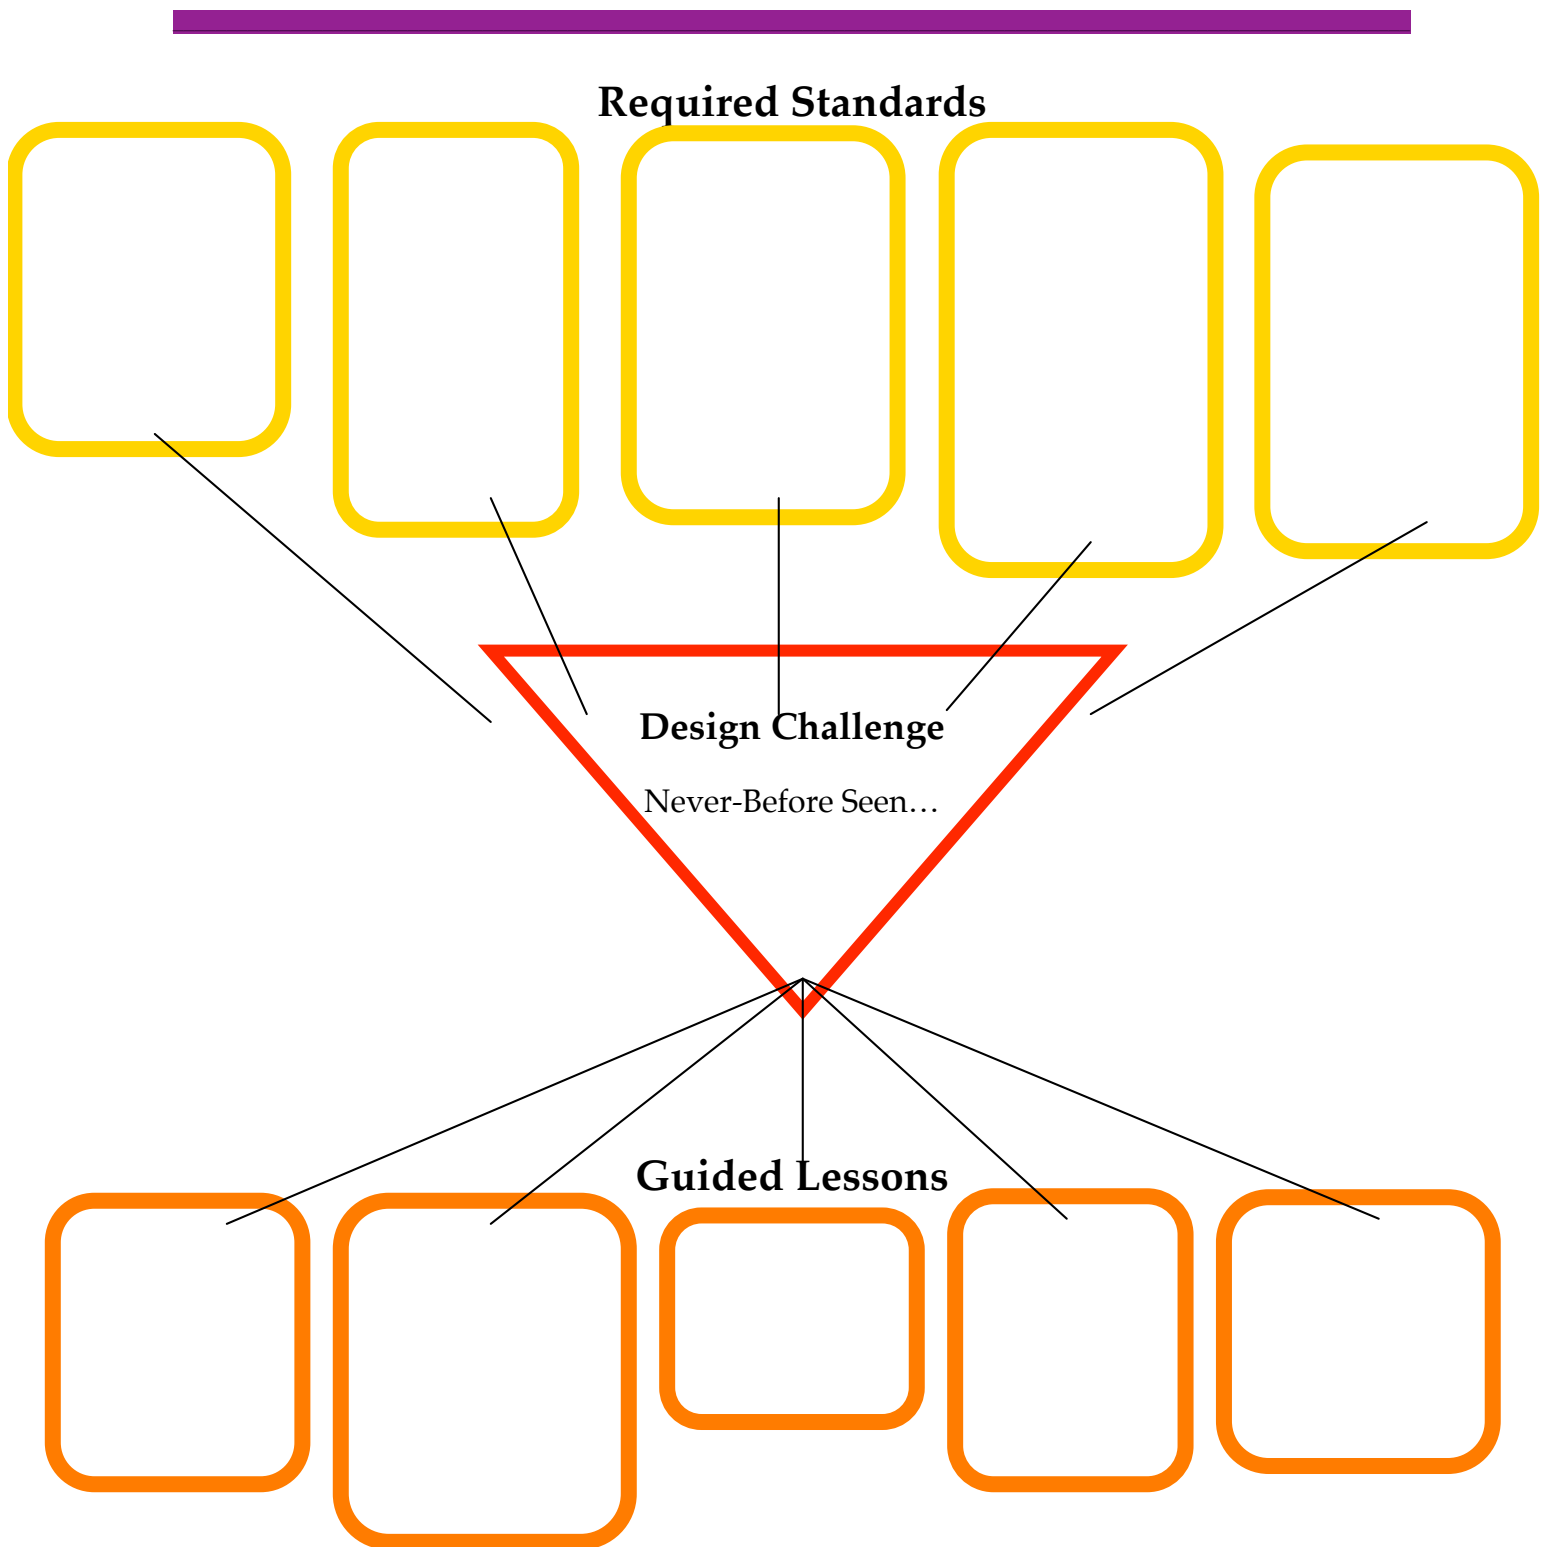 Required Standards
Design Challenge
Never-Before Seen…
Guided Lessons